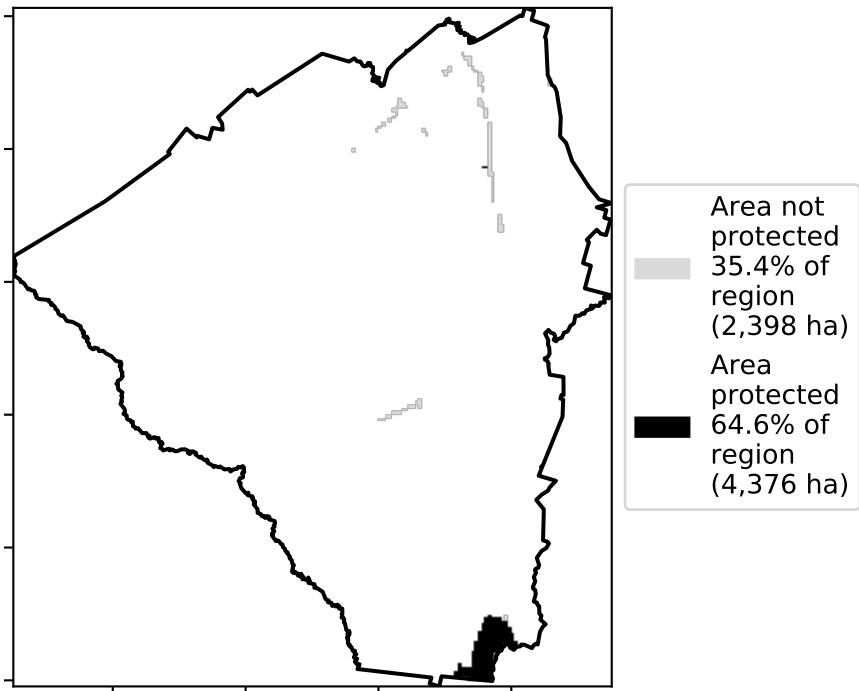 Area not
protected
35.4% of
region
(2,398 ha)
Area
protected
64.6% of
region
(4,376 ha)